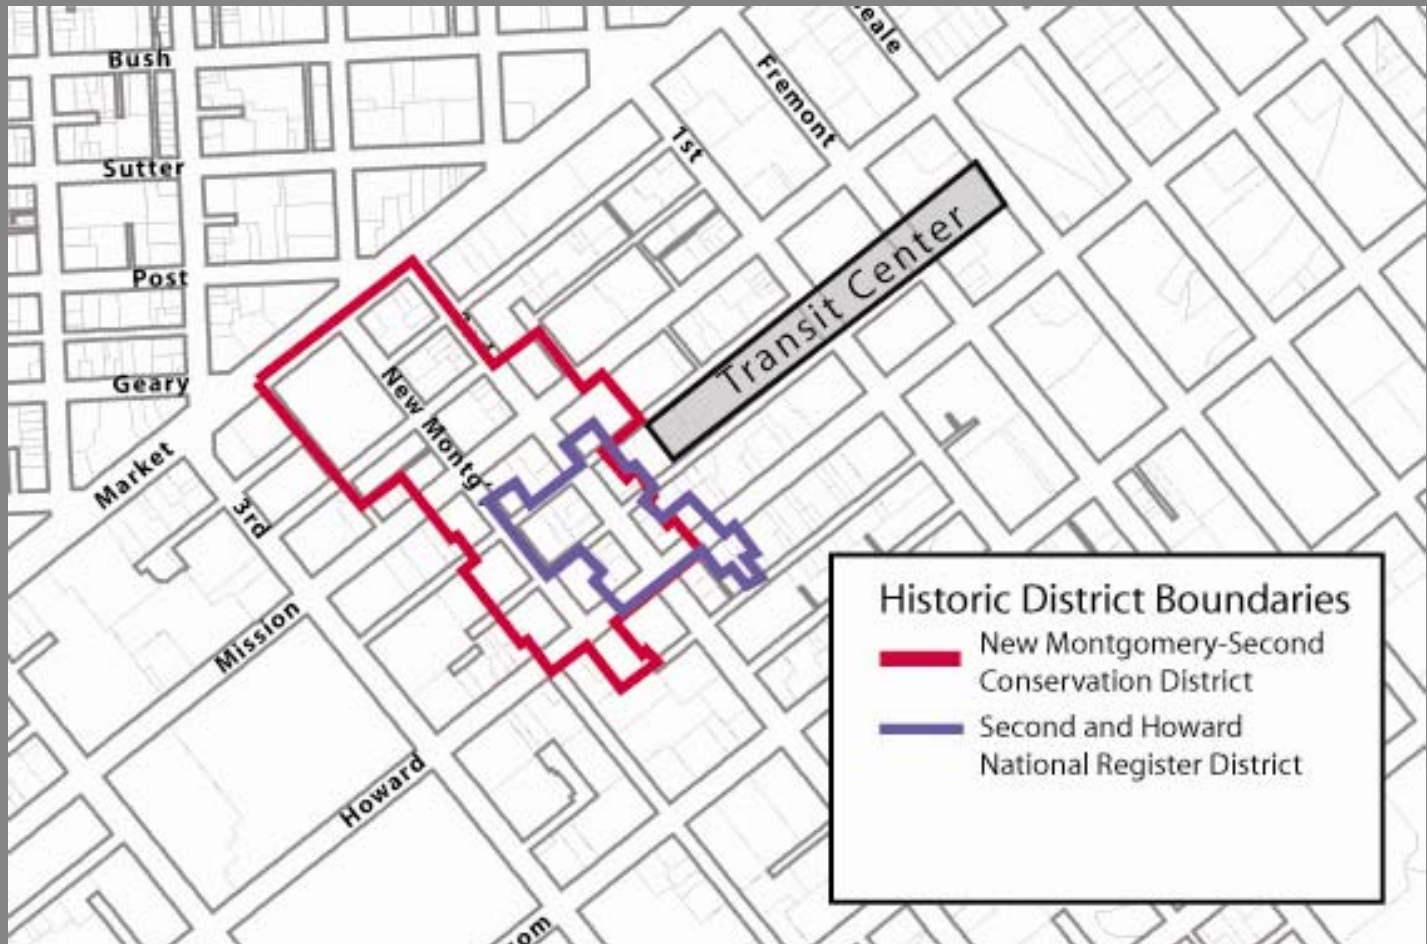 Bush
Sutter
Post
Geary
Market
3rd
Mission
Howard
New Montg
1st
Fremont
eale
Transit Center
om
Historic District Boundaries
New Montgomery-Second
Conservation District
Second and Howard
National Register District